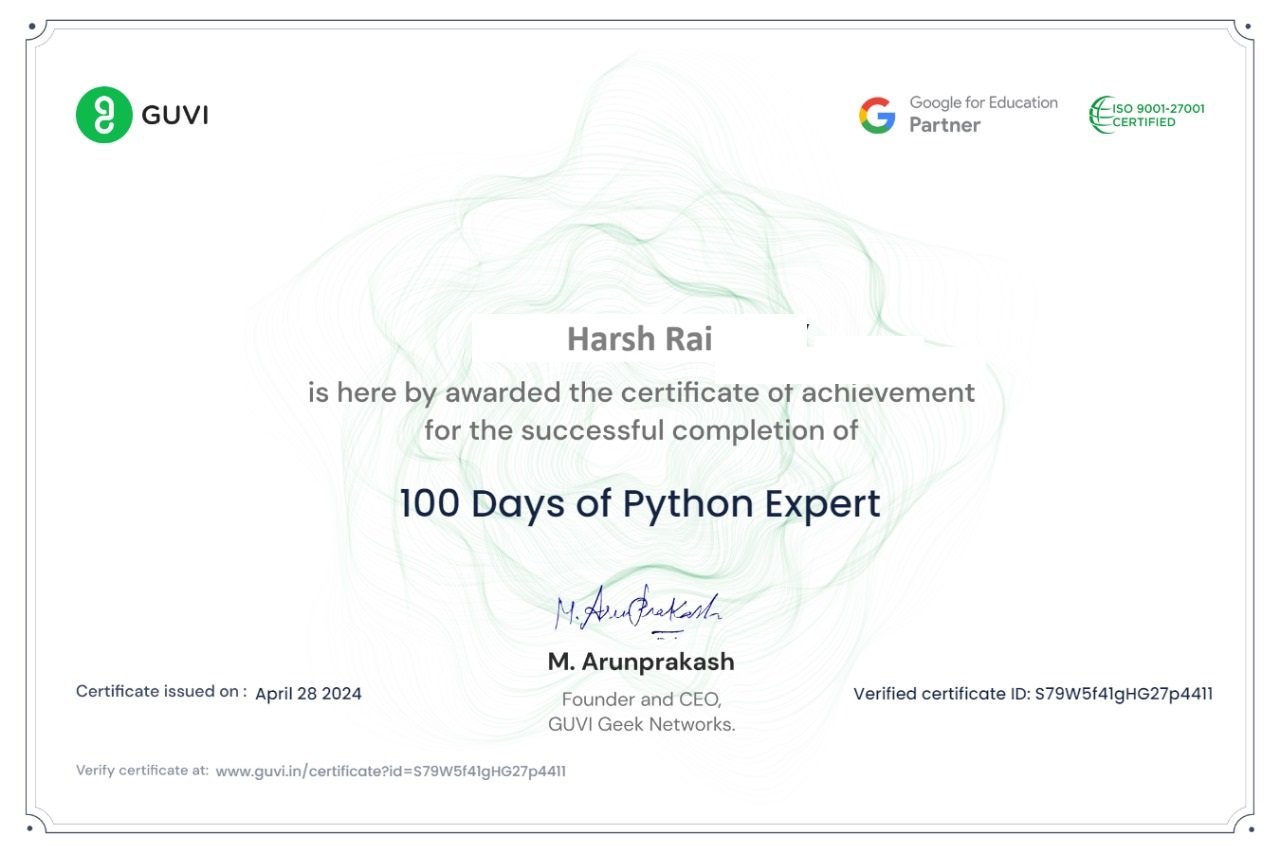 GUVI
Google for Education
Partner
ISO 9001-27001
CERTIFIED
Harsh Rai
is here by awarded the certificate of achievement
for the successful completion of
100 Days of Python Expert
M. Arunprakash
M. Arunprakash
Founder and CEO,
GUVI Geek Networks.
Certificate issued on : April 28 2024
Verified certificate ID: S79W5f41gHG27p4411
Verify certificate at: www.guvi.in/certificate?id=S79W5f41gHG27p4411